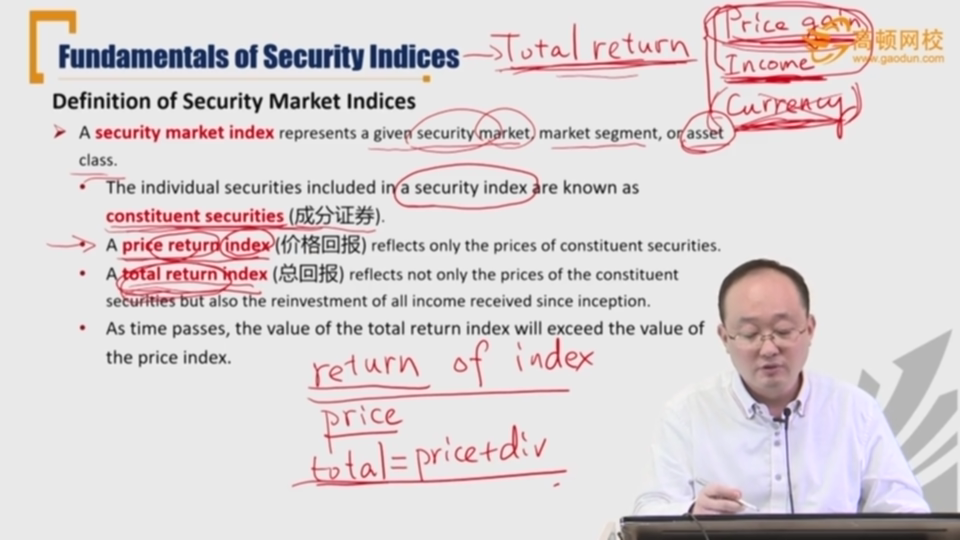 Fundamentals of Security Indices
→Total return
Price gain
Income
(Currency)
高顿网校
www.gaodun.com
Definition of Security Market Indices
➤ A security market index represents a given security market, market segment, or asset
class.
• The individual securities included in a security index are known as
constituent securities (成分证券).
• A price return index (价格回报) reflects only the prices of constituent securities.
• A total return index (总回报) reflects not only the prices of the constituent
securities but also the reinvestment of all income received since inception.
• As time passes, the value of the total return index will exceed the value of
the price index.
return of index
price
total=price+div